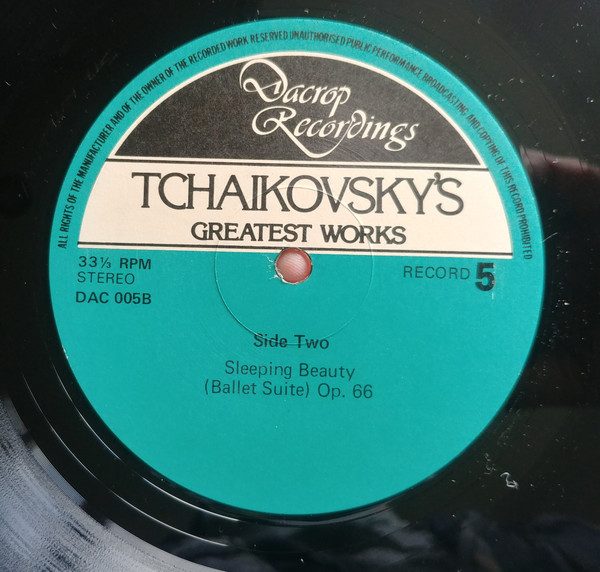 ALL RIGHTS OF THE MANUFACTURER AND OF THE OWNER OF THE RECORDED WORK RESERVED UNAUTHORISED PUBLIC PERFORMANCE BROADCASTING AND COPYING OF THIS RECORD PROHIBITED
Dacrop
Recordings
TCHAIKOVSKY'S
GREATEST WORKS
33⅓ RPM
STEREO
DAC 005B
RECORD 5
Side Two
Sleeping Beauty
(Ballet Suite) Op. 66